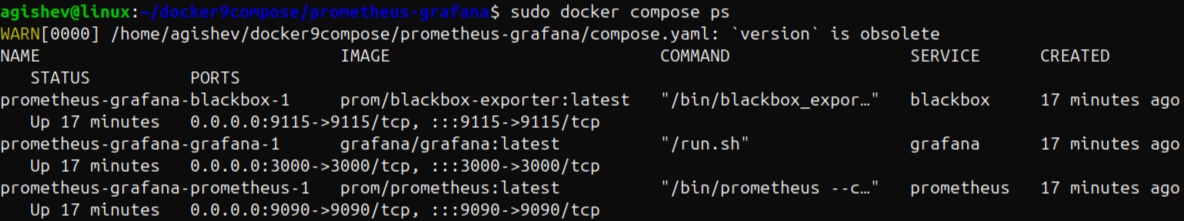 agishev@linux:~/docker9compose/prometheus-grafana$ sudo docker compose ps
WARN[0000] /home/agishev/docker9compose/prometheus-grafana/compose.yaml: `version` is obsolete
NAME                             IMAGE                           COMMAND                  SERVICE      CREATED
   STATUS          PORTS
prometheus-grafana-blackbox-1     prom/blackbox-exporter:latest   "/bin/blackbox_expor…"   blackbox     17 minutes ago
   Up 17 minutes   0.0.0.0:9115->9115/tcp, :::9115->9115/tcp
prometheus-grafana-grafana-1      grafana/grafana:latest          "/run.sh"                grafana      17 minutes ago
   Up 17 minutes   0.0.0.0:3000->3000/tcp, :::3000->3000/tcp
prometheus-grafana-prometheus-1   prom/prometheus:latest          "/bin/prometheus --c…"   prometheus   17 minutes ago
   Up 17 minutes   0.0.0.0:9090->9090/tcp, :::9090->9090/tcp